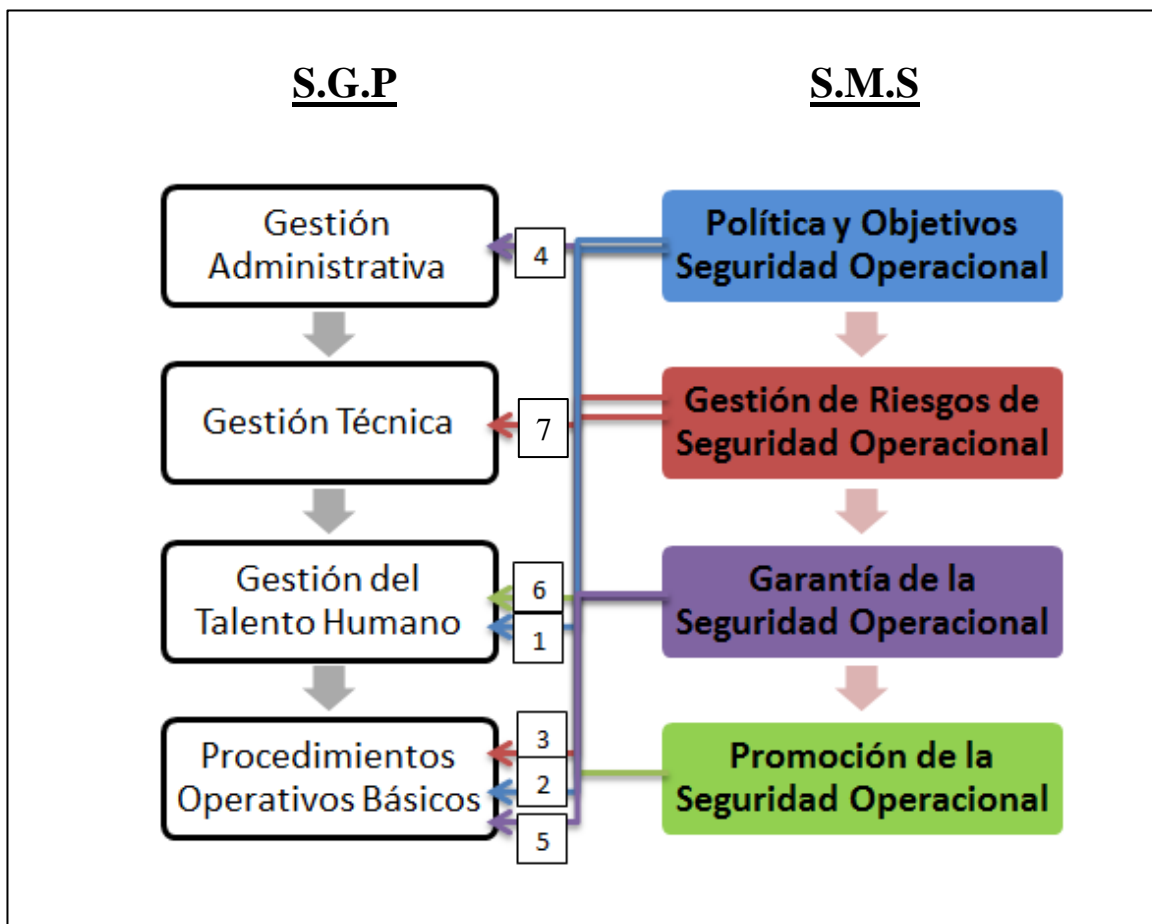 S.G.P
S.M.S
Gestión
Administrativa
4
Política y Objetivos
Seguridad Operacional
Gestión Técnica
7
Gestión de Riesgos de
Seguridad Operacional
Gestión del
Talento Humano
6
1
Garantía de la
Seguridad Operacional
Procedimientos
Operativos Básicos
3
2
5
Promoción de la
Seguridad Operacional